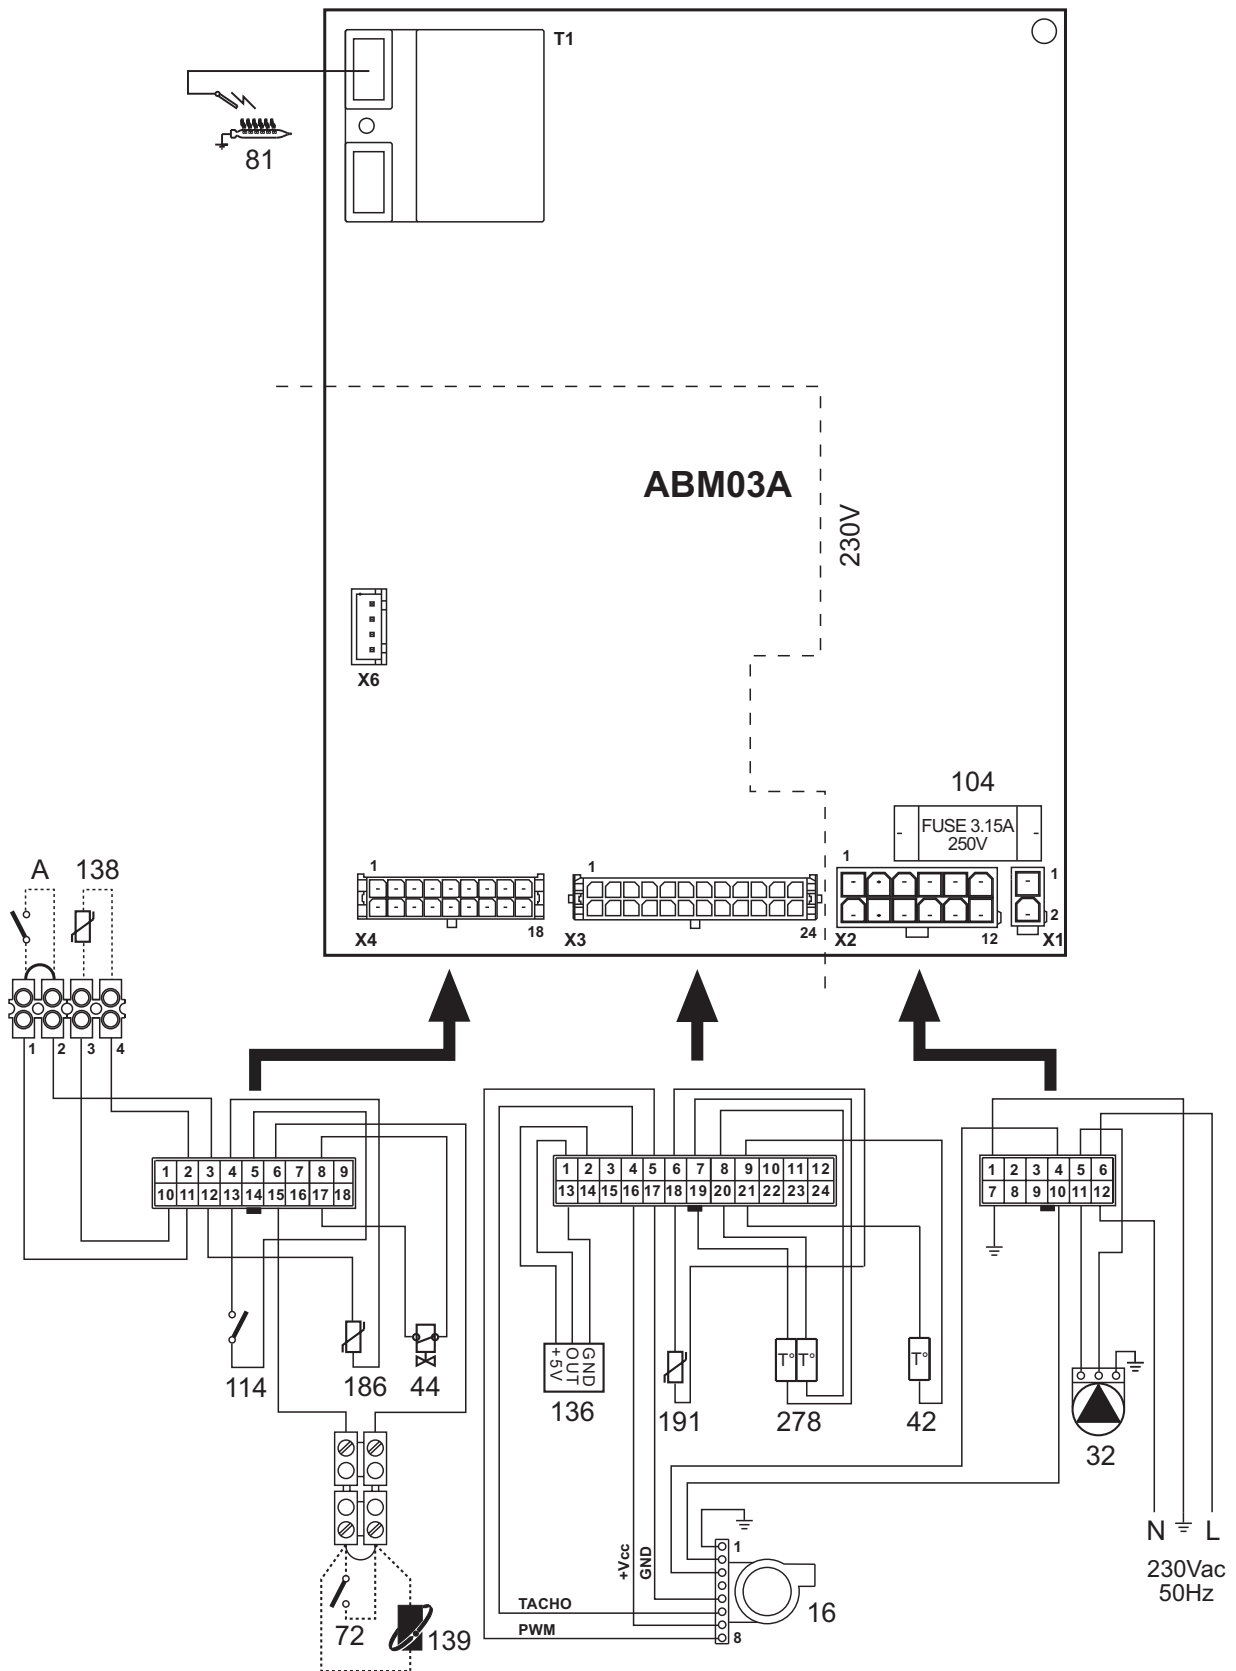 T1
81
ABM03A
230V
X6
104
FUSE 3.15A
250V
1
18
X4
1
24
X3
1
12
X2
1
2
X1
A
138
1
2
3
4
1 2 3 4 5 6 7 8 9
10 11 12 13 14 15 16 17 18
1 2 3 4 5 6 7 8 9 10 11 12
13 14 15 16 17 18 19 20 21 22 23 24
1 2 3 4 5 6
7 8 9 10 11 12
114
186
44
+5V
OUT
GND
136
191
T° T°
278
T°
42
32
N L
230Vac
50Hz
+Vcc
GND
TACHO
PWM
1
8
16
72
139